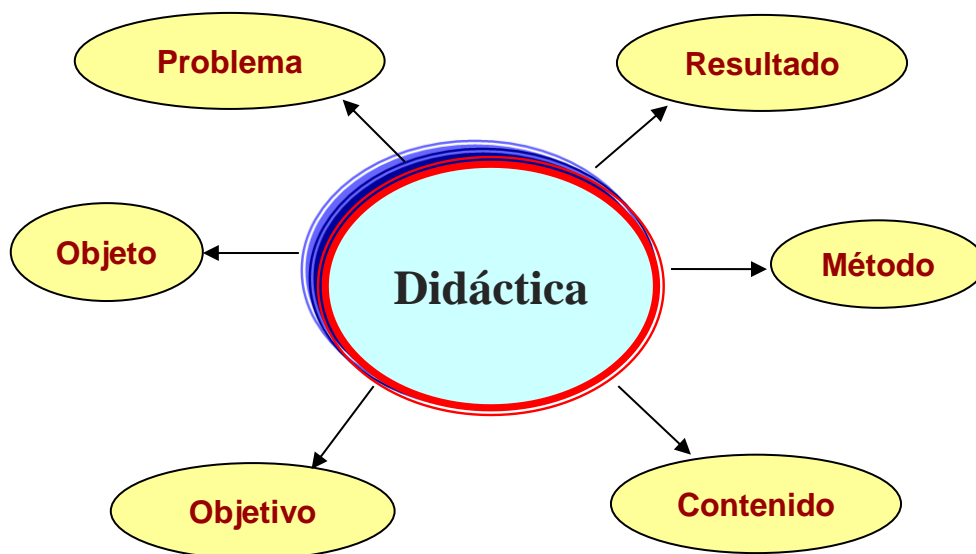 Problema
Resultado
Objeto
Didáctica
Método
Objetivo
Contenido